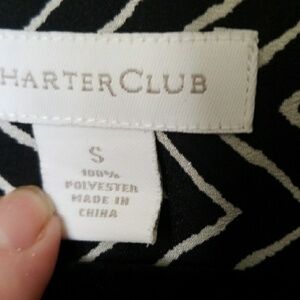 HARTER CLUB
S
100%
POLYESTER
MADE IN
CHINA